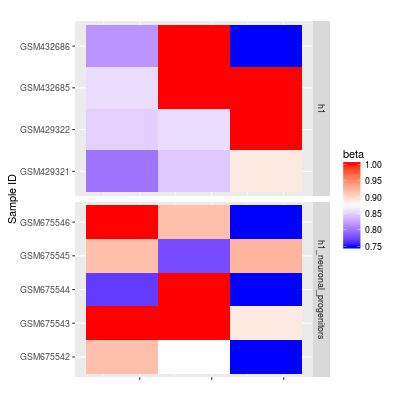 GSM432686
GSM432685
GSM429322
GSM429321
h1
GSM675546
GSM675545
GSM675544
GSM675543
GSM675542
h1_neuronal_progenitors
Sample ID
beta
1.00
0.95
0.90
0.85
0.80
0.75